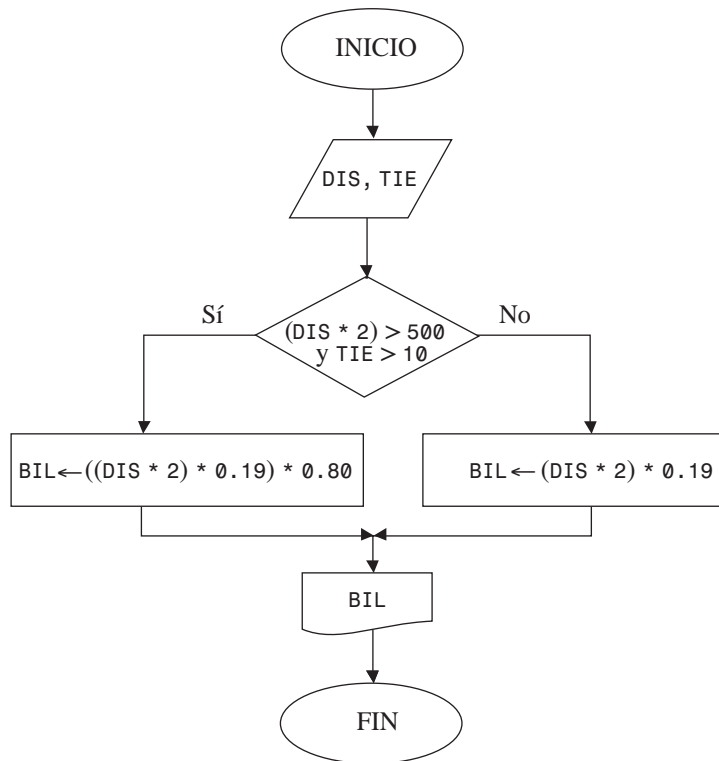 INICIO
DIS, TIE
Sí
(DIS * 2) > 500
y TIE > 10
No
BIL ← ((DIS * 2) * 0.19) * 0.80
BIL ← (DIS * 2) * 0.19
BIL
FIN